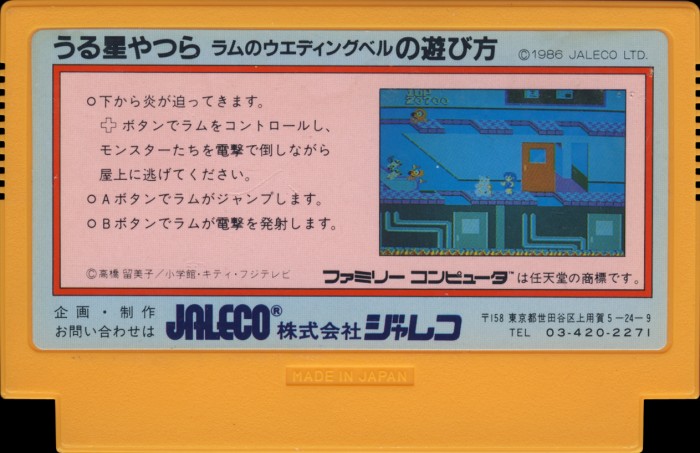 うる星やつら ラムのウエディングベルの遊び方 ©1986 JALECO LTD.
○下から炎が迫ってきます。
✚ボタンでラムをコントロールし、
モンスターたちを電撃で倒しながら
屋上に逃げてください。
○Aボタンでラムがジャンプします。
○Bボタンでラムが電撃を発射します。
©高橋 留美子／小学館・キティ・フジテレビ
ファミリー コンピュータ™は任天堂の商標です。
企画・制作
お問い合わせは JALECO® 株式会社 ジャレコ
〒158 東京都世田谷区上用賀5-24-9
TEL 03-420-2271
MADE IN JAPAN